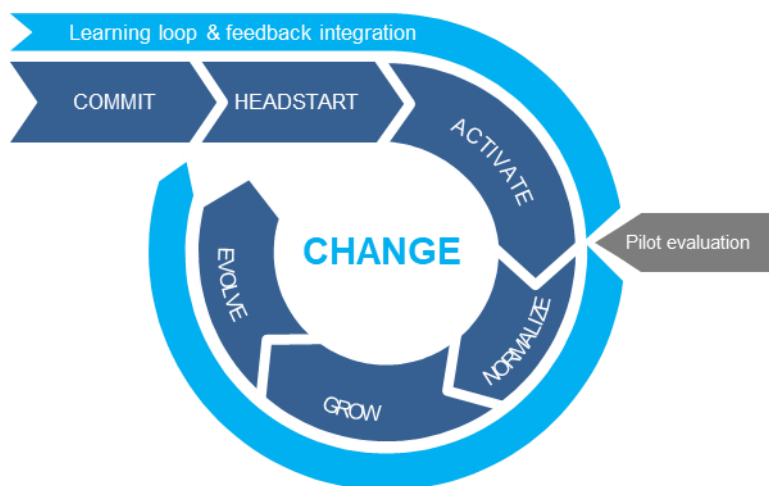 Learning loop & feedback integration
COMMIT
HEADSTART
ACTIVATE
CHANGE
Pilot evaluation
NORMALIZE
GROW
EVOLVE